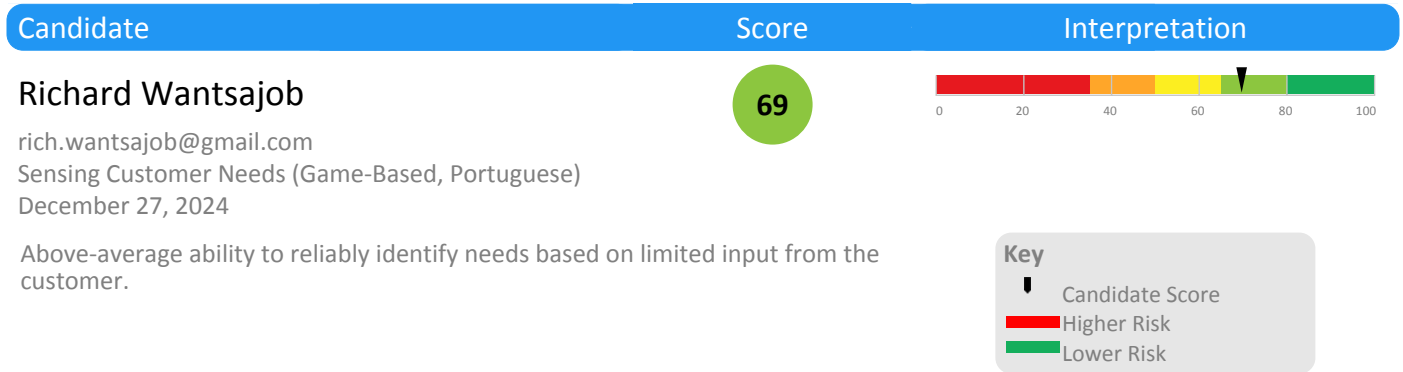 Candidate Score Interpretation
Richard Wantsajob
69
0 20 40 60 80 100
rich.wantsajob@gmail.com
Sensing Customer Needs (Game-Based, Portuguese)
December 27, 2024
Above-average ability to reliably identify needs based on limited input from the
customer.
Key
Candidate Score
Higher Risk
Lower Risk